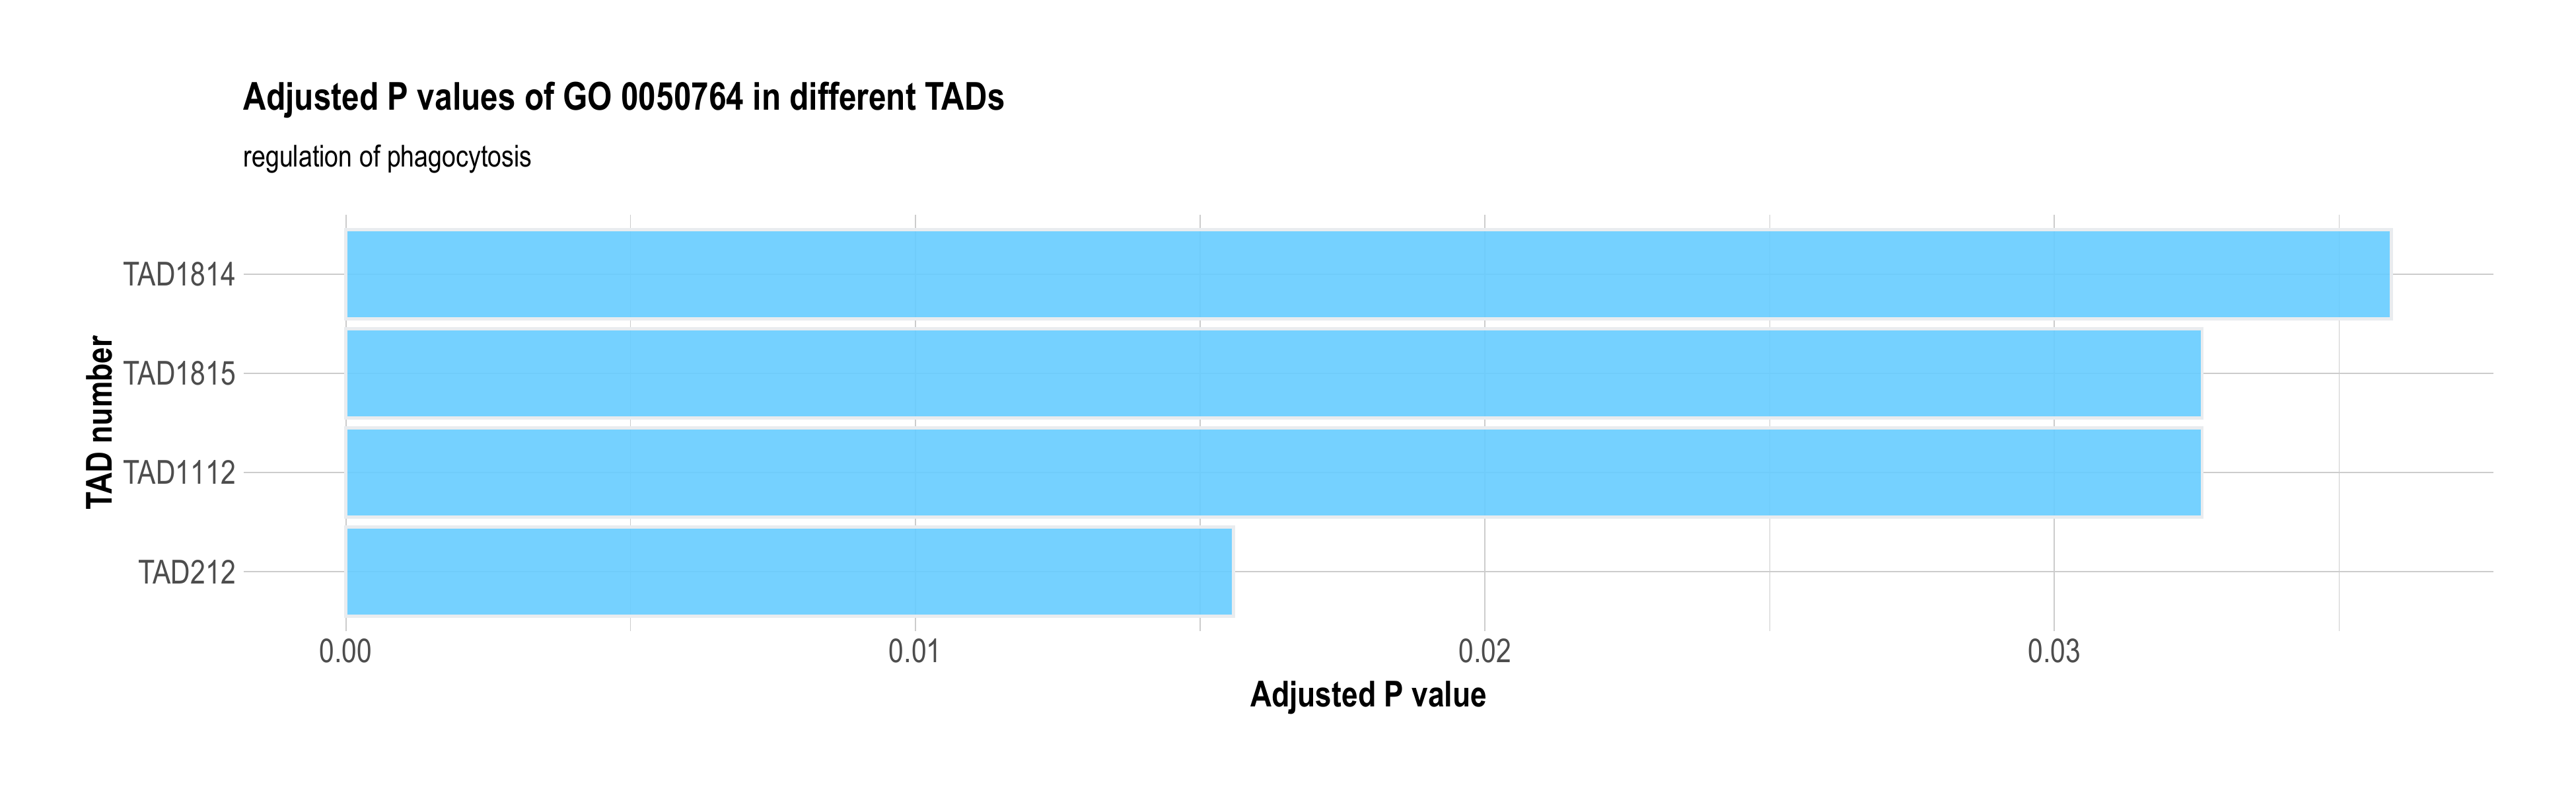 Adjusted P values of GO 0050764 in different TADs
regulation of phagocytosis
TAD number
TAD1814
TAD1815
TAD1112
TAD212
0.00 0.01 0.02 0.03
Adjusted P value